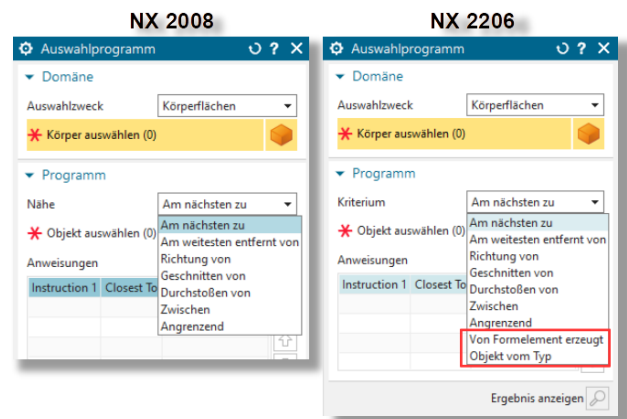 NX 2008
Auswahlprogramm
Domäne
Auswahlzweck Körperflächen
Körper auswählen (0)
Programm
Nähe Am nächsten zu
Objekt auswählen (0)
Am nächsten zu
Am weitesten entfernt von
Richtung von
Geschnitten von
Durchstoßen von
Zwischen
Angrenzend
Anweisungen
Instruction 1 Closest To
NX 2206
Auswahlprogramm
Domäne
Auswahlzweck Körperflächen
Körper auswählen (0)
Programm
Kriterium Am nächsten zu
Objekt auswählen (0)
Am nächsten zu
Am weitesten entfernt von
Richtung von
Geschnitten von
Durchstoßen von
Zwischen
Angrenzend
Von Formelement erzeugt
Objekt vom Typ
Anweisungen
Instruction 1 Closest To
Ergebnis anzeigen